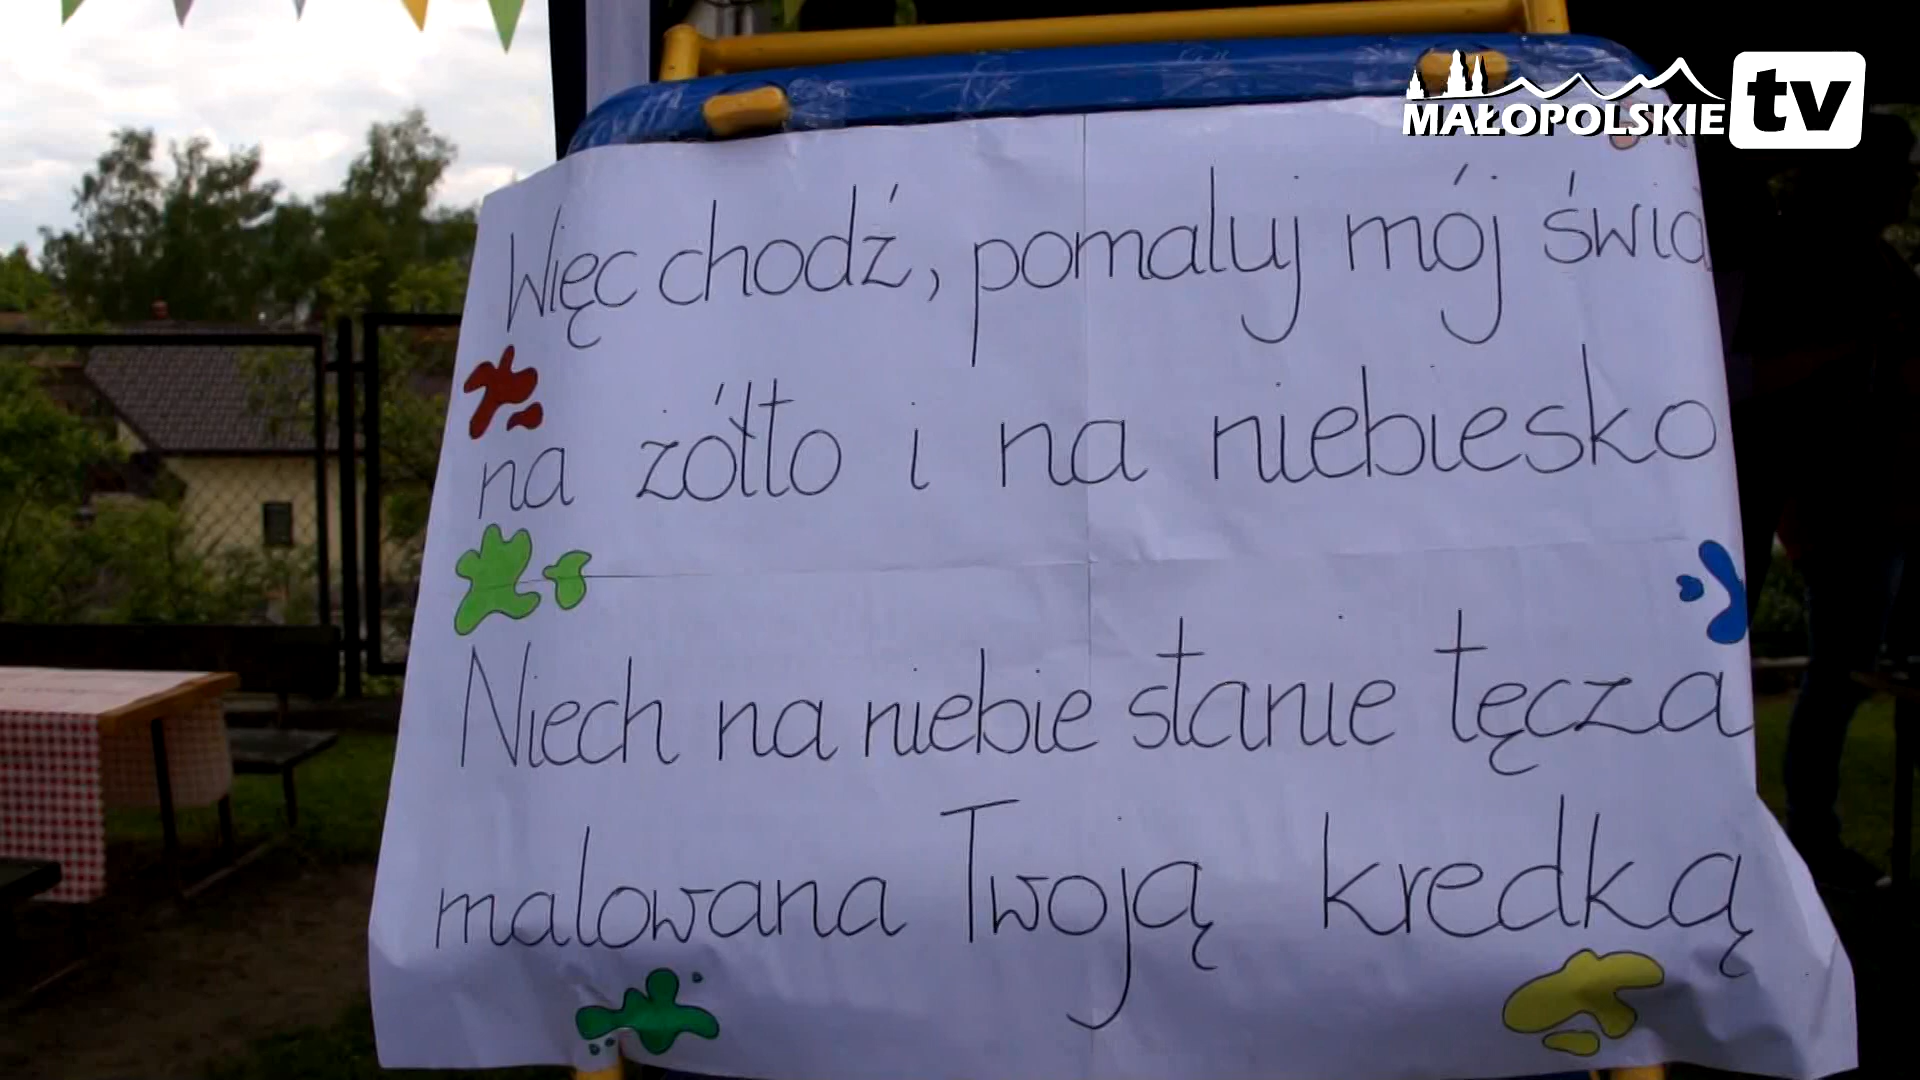 MAŁOPOLSKIE tv
Więc chodź, pomaluj mój świa
na żółto i na niebiesko
Niech na niebie stanie tęcza
malowana Twoją kredką